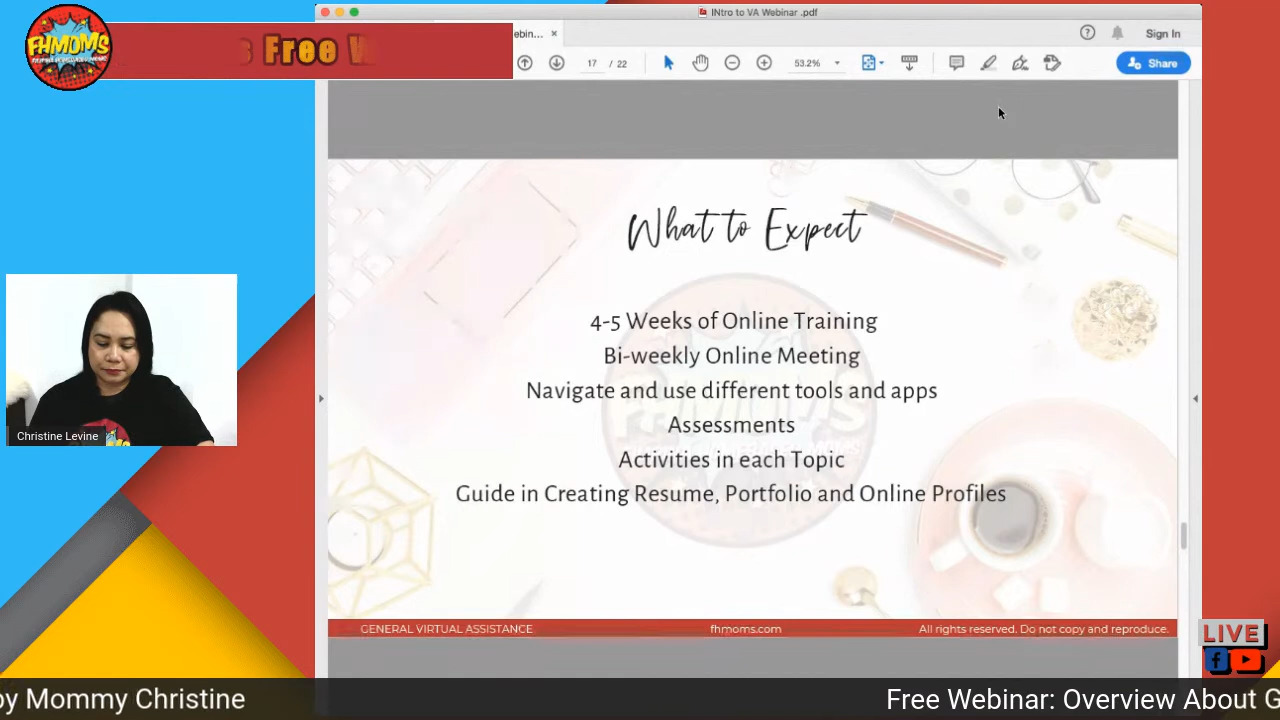 INtro to VA Webinar .pdf
FHMOMS
Free W
ebin...
Sign In
17 / 22
53.2%
Share
What to Expect
4-5 Weeks of Online Training
Bi-weekly Online Meeting
Navigate and use different tools and apps
Assessments
Activities in each Topic
Guide in Creating Resume, Portfolio and Online Profiles
Christine Levine
GENERAL VIRTUAL ASSISTANCE
fhmoms.com
All rights reserved. Do not copy and reproduce.
LIVE
by Mommy Christine
Free Webinar: Overview About G